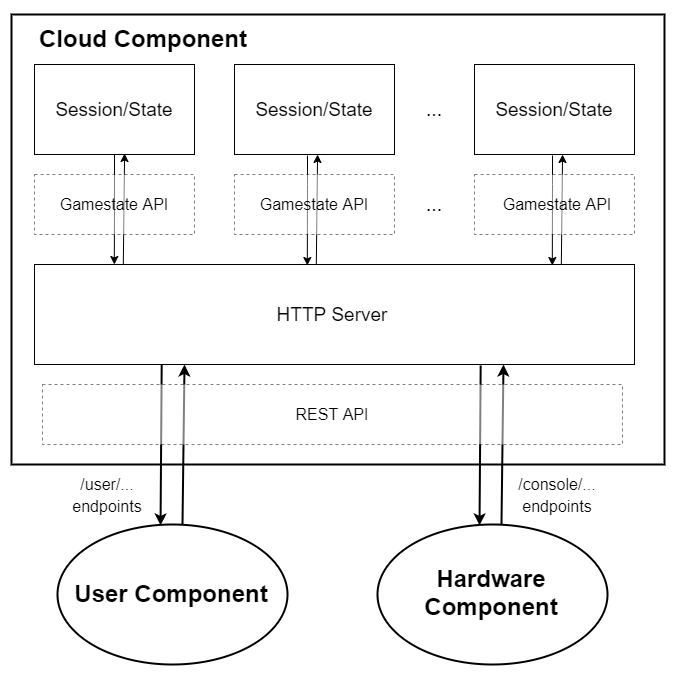 Cloud Component
Session/State
Session/State
...
Session/State
Gamestate API
Gamestate API
...
Gamestate API
HTTP Server
REST API
/user/...
endpoints
/console/...
endpoints
User Component
Hardware
Component